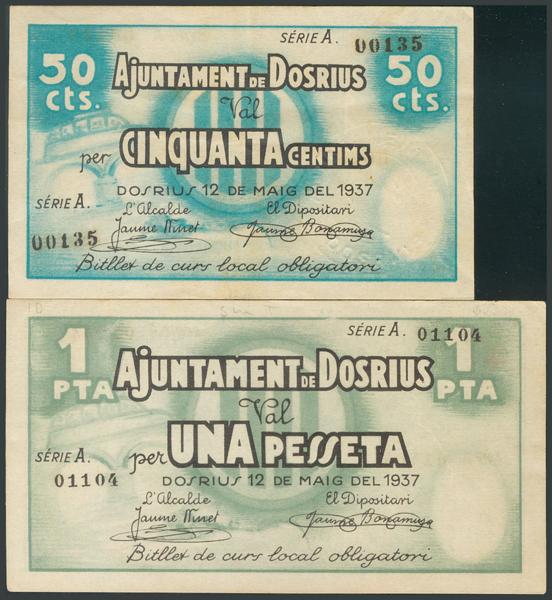 SÉRIE A. 00135
50 cts.
AJUNTAMENT DE DOSRIUS
50 cts.
Val
per CINQUANTA CENTIMS
DOSRIUS 12 DE MAIG DEL 1937
SÉRIE A.
L'Alcalde El Dipositari
00135
Jaume Ninet Jaume Bonamusa
Bitllet de curs local obligatori
SÉRIE A. 01104
1 PTA
AJUNTAMENT DE DOSRIUS
1 PTA
Val
SÉRIE A.
per UNA PESSETA
01104
DOSRIUS 12 DE MAIG DEL 1937
L'Alcalde El Dipositari
Jaume Ninet Jaume Bonamusa
Bitllet de curs local obligatori